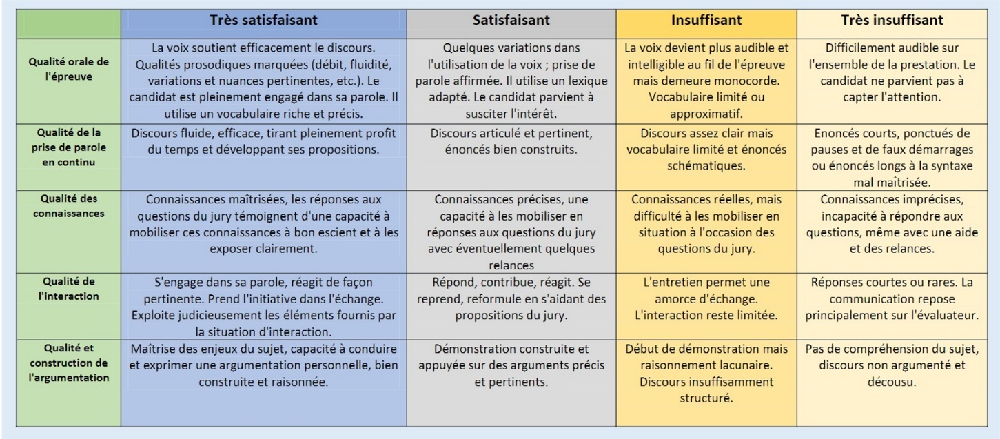 Très satisfaisant
Satisfaisant
Insuffisant
Très insuffisant
Qualité orale de
l'épreuve
La voix soutient efficacement le discours.
Qualités prosodiques marquées (débit, fluidité,
variations et nuances pertinentes, etc.). Le
candidat est pleinement engagé dans sa parole. Il
utilise un vocabulaire riche et précis.
Quelques variations dans
l'utilisation de la voix ; prise de
parole affirmée. Il utilise un lexique
adapté. Le candidat parvient à
susciter l'intérêt.
La voix devient plus audible et
intelligible au fil de l'épreuve
mais demeure monocorde.
Vocabulaire limité ou
approximatif.
Difficilement audible sur
l'ensemble de la prestation. Le
candidat ne parvient pas à
capter l'attention.
Qualité de la
prise de parole
en continu
Discours fluide, efficace, tirant pleinement profit
du temps et développant ses propositions.
Discours articulé et pertinent,
énoncés bien construits.
Discours assez clair mais
vocabulaire limité et énoncés
schématiques.
Enoncés courts, ponctués de
pauses et de faux démarrages
ou énoncés longs à la syntaxe
mal maîtrisée.
Qualité des
connaissances
Connaissances maîtrisées, les réponses aux
questions du jury témoignent d'une capacité à
mobiliser ces connaissances à bon escient et à les
exposer clairement.
Connaissances précises, une
capacité à les mobiliser en
réponses aux questions du jury
avec éventuellement quelques
relances
Connaissances réelles, mais
difficulté à les mobiliser en
situation à l'occasion des
questions du jury.
Connaissances imprécises,
incapacité à répondre aux
questions, même avec une aide
et des relances.
Qualité de
l'interaction
S'engage dans sa parole, réagit de façon
pertinente. Prend l'initiative dans l'échange.
Exploite judicieusement les éléments fournis par
la situation d'interaction.
Répond, contribue, réagit. Se
reprend, reformule en s'aidant des
propositions du jury.
L'entretien permet une
amorce d'échange.
L'interaction reste limitée.
Réponses courtes ou rares. La
communication repose
principalement sur l'évaluateur.
Qualité et
construction de
l'argumentation
Maîtrise des enjeux du sujet, capacité à conduire
et exprimer une argumentation personnelle, bien
construite et raisonnée.
Démonstration construite et
appuyée sur des arguments précis
et pertinents.
Début de démonstration mais
raisonnement lacunaire.
Discours insuffisamment
structuré.
Pas de compréhension du sujet,
discours non argumenté et
décousu.